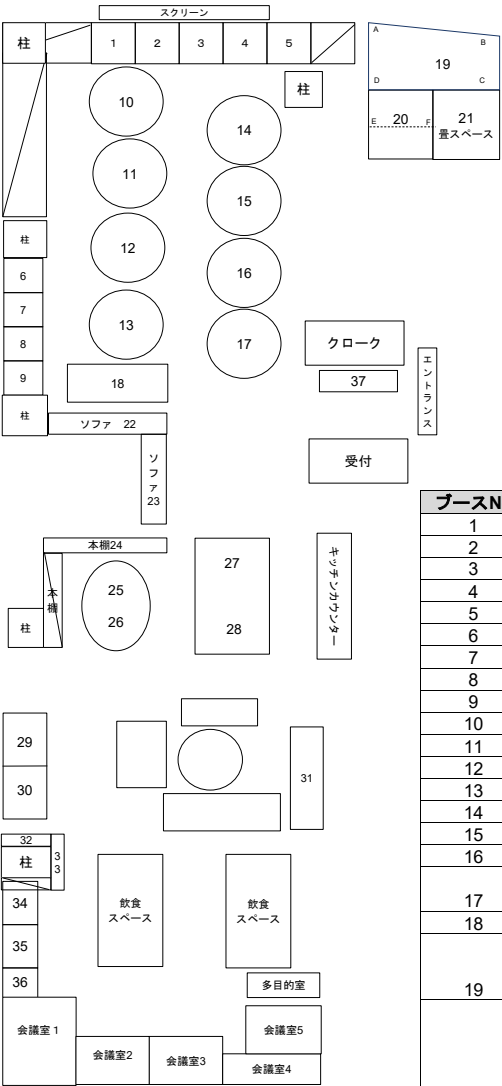 スクリーン
柱
1
2
3
4
5
柱
A
B
19
D
C
E
20
F
21
畳スペース
10
14
11
15
12
16
13
17
柱
6
7
8
9
柱
18
クローク
37
エントランス
ソファ 22
ソファ23
受付
本棚24
本棚
柱
25
26
27
28
キッチンカウンター
29
30
31
32
柱
33
34
35
36
飲食
スペース
飲食
スペース
多目的室
会議室1
会議室2
会議室3
会議室5
会議室4
ブースN
1
2
3
4
5
6
7
8
9
10
11
12
13
14
15
16
17
18
19